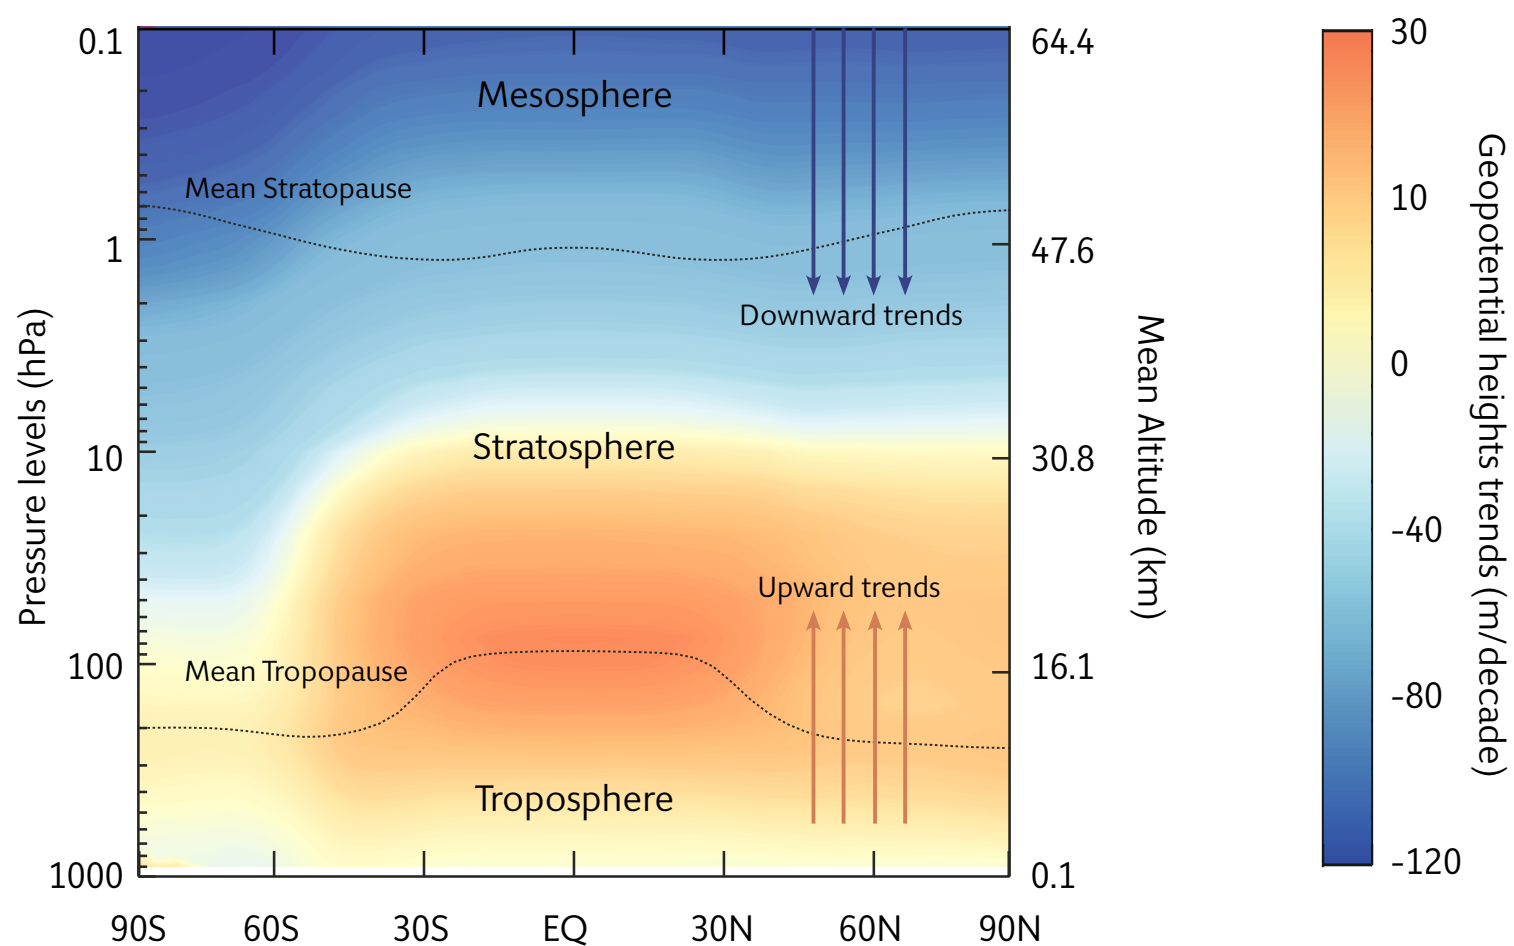 0.1
1
10
100
1000
Pressure levels (hPa)
Mesosphere
Mean Stratopause
Downward trends
Stratosphere
Upward trends
Mean Tropopause
Troposphere
90S
60S
30S
EQ
30N
60N
90N
64.4
47.6
30.8
16.1
0.1
Mean Altitude (km)
30
10
0
-40
-80
-120
Geopotential heights trends (m/decade)